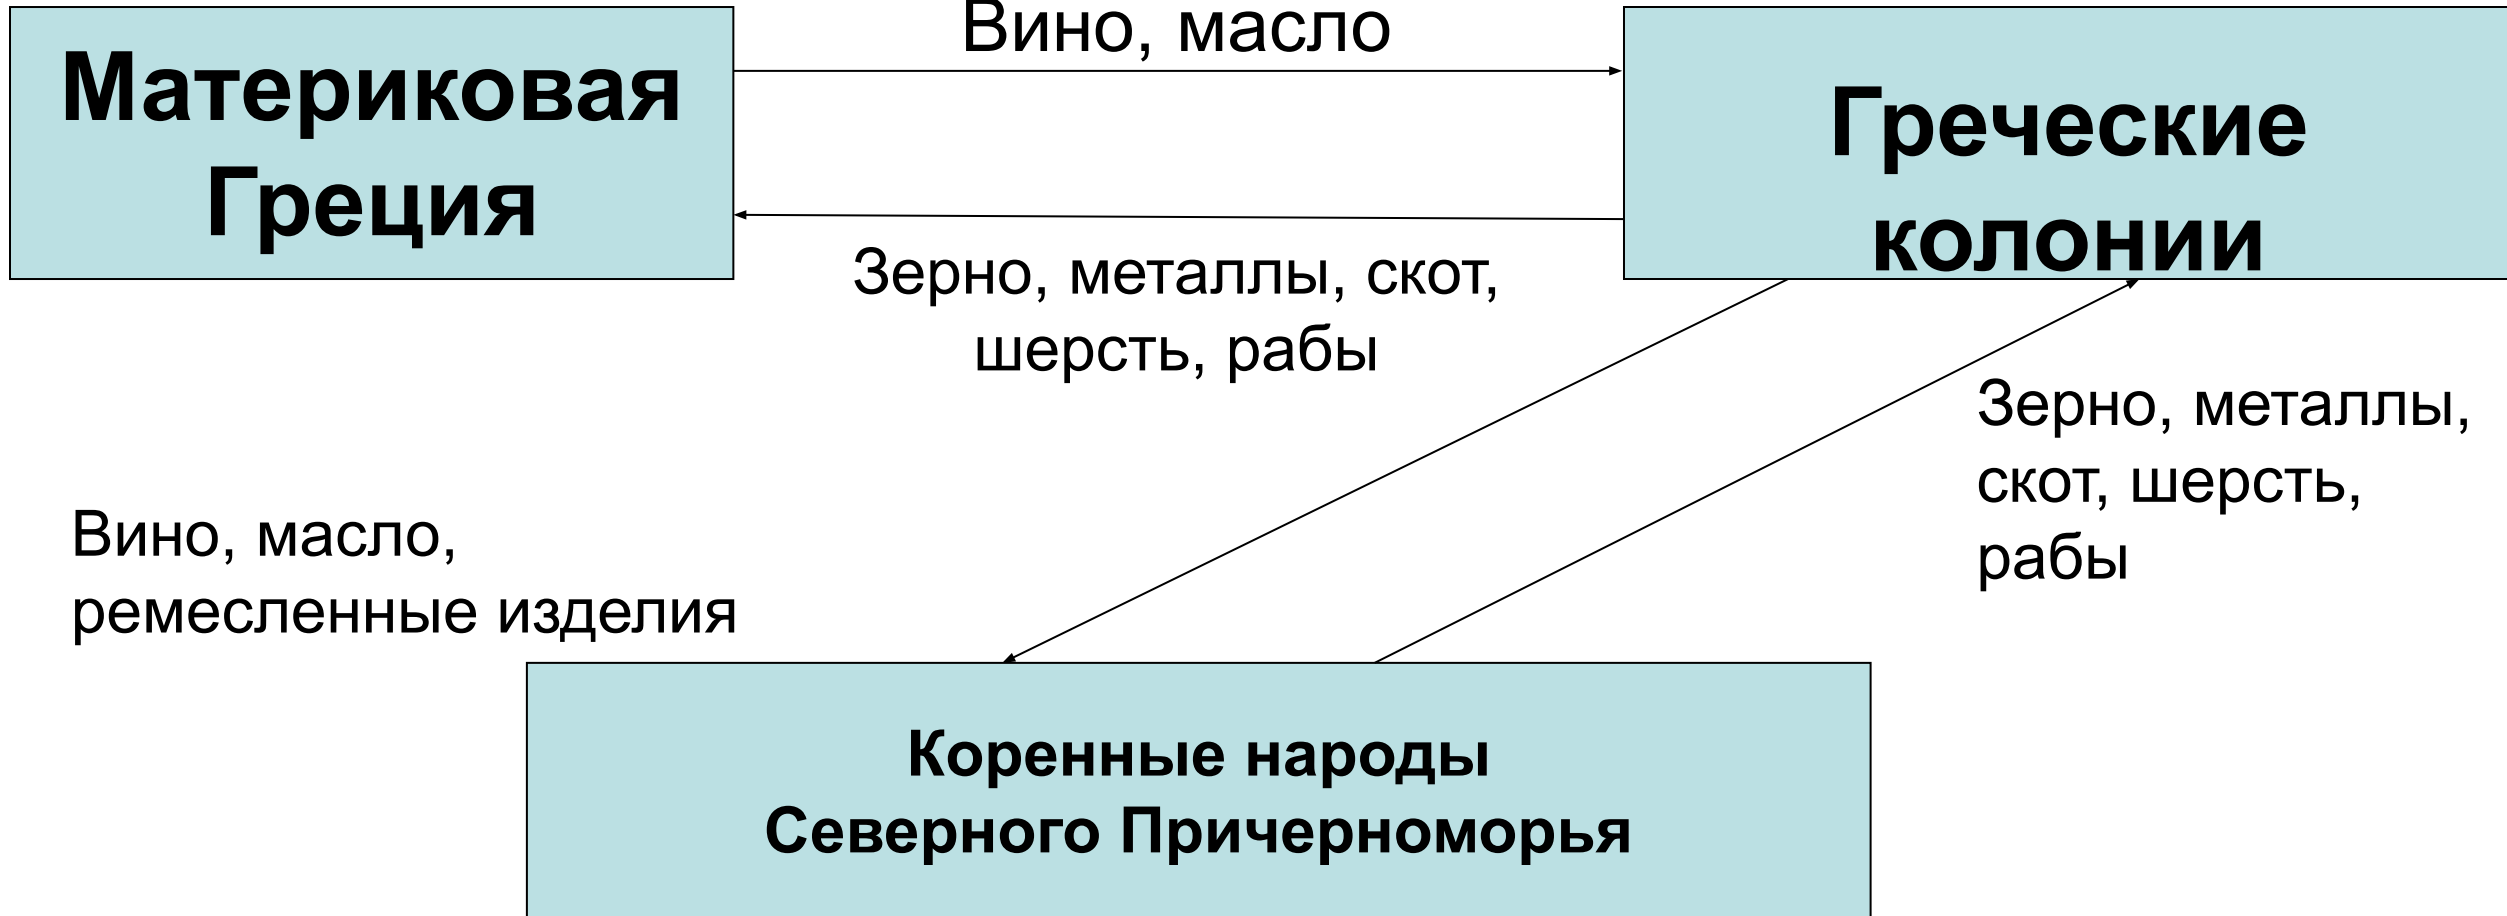 Вино, масло
Материковая
Греция
Греческие
колонии
Зерно, металлы, скот,
шерсть, рабы
Зерно, металлы,
скот, шерсть,
рабы
Вино, масло,
ремесленные изделия
Коренные народы
Северного Причерноморья